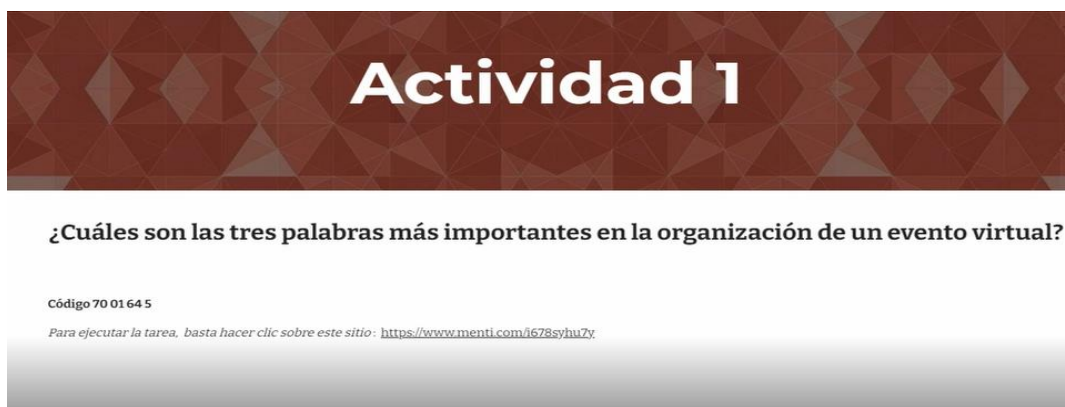 Actividad 1
¿Cuáles son las tres palabras más importantes en la organización de un evento virtual?
Código 70 01 64 5
Para ejecutar la tarea, basta hacer clic sobre este sitio: https://www.menti.com/i678syhu7y